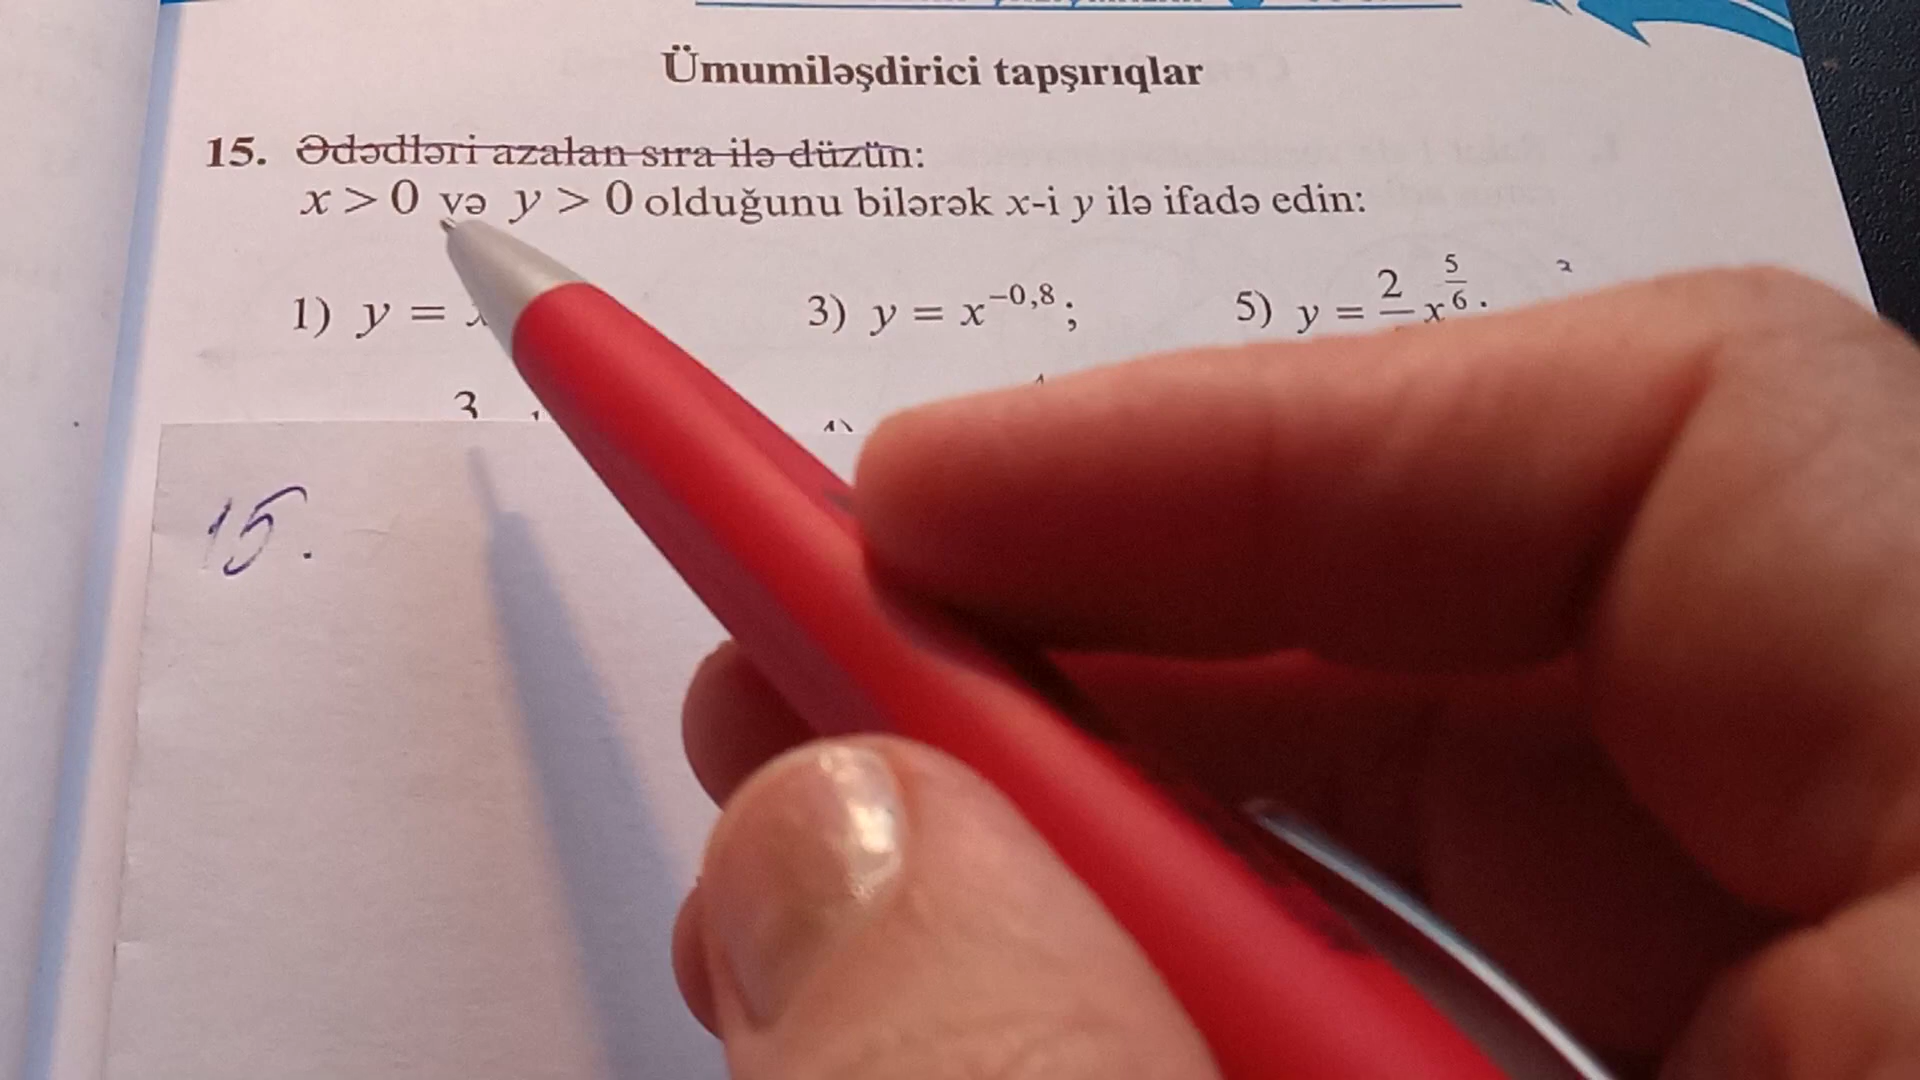 Ümumiləşdirici tapşırıqlar
15. Ədədləri azalan sıra ilə düzün:
x > 0 və y > 0 olduğunu bilərək x-i y ilə ifadə edin:
1) y = 3) y = x^{-0,8}; 5) y = 2 x^{5/6}.
3
15.